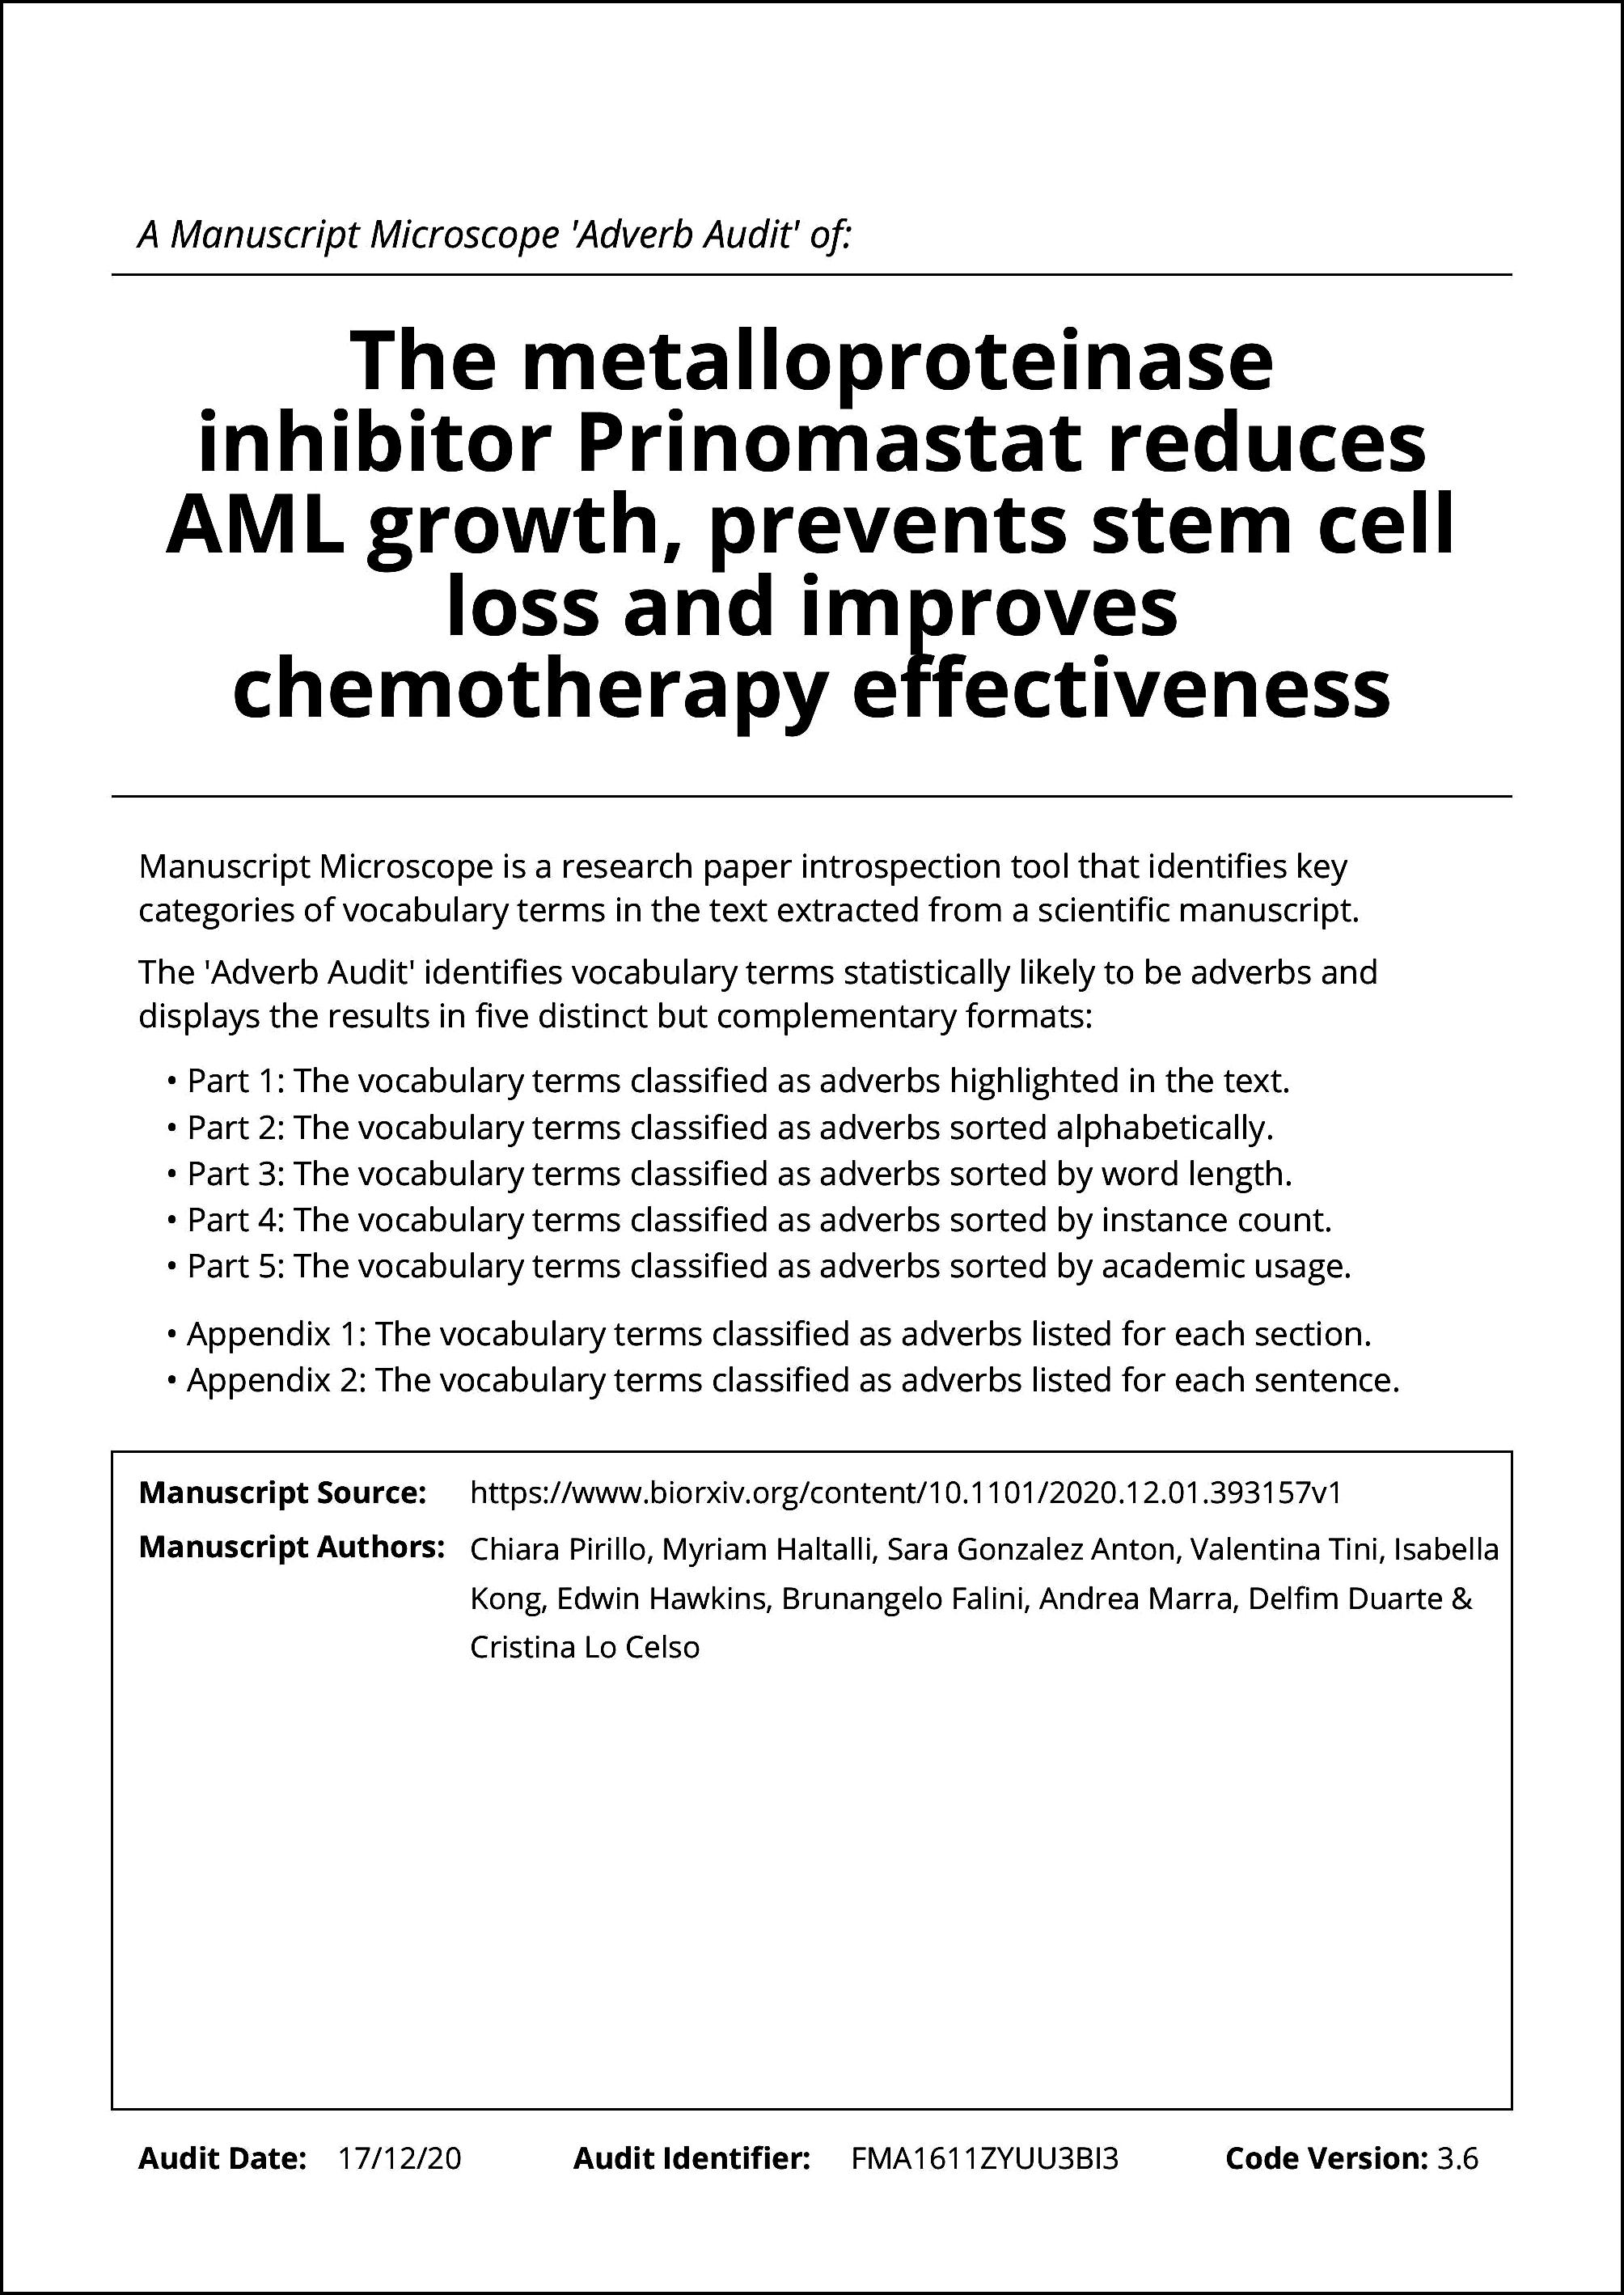 A Manuscript Microscope 'Adverb Audit' of:
The metalloproteinase
inhibitor Prinomastat reduces
AML growth, prevents stem cell
loss and improves
chemotherapy effectiveness
Manuscript Microscope is a research paper introspection tool that identifies key
categories of vocabulary terms in the text extracted from a scientific manuscript.
The 'Adverb Audit' identifies vocabulary terms statistically likely to be adverbs and
displays the results in five distinct but complementary formats:
• Part 1: The vocabulary terms classified as adverbs highlighted in the text.
• Part 2: The vocabulary terms classified as adverbs sorted alphabetically.
• Part 3: The vocabulary terms classified as adverbs sorted by word length.
• Part 4: The vocabulary terms classified as adverbs sorted by instance count.
• Part 5: The vocabulary terms classified as adverbs sorted by academic usage.
• Appendix 1: The vocabulary terms classified as adverbs listed for each section.
• Appendix 2: The vocabulary terms classified as adverbs listed for each sentence.
Manuscript Source: https://www.biorxiv.org/content/10.1101/2020.12.01.393157v1
Manuscript Authors: Chiara Pirillo, Myriam Haltalli, Sara Gonzalez Anton, Valentina Tini, Isabella
Kong, Edwin Hawkins, Brunangelo Falini, Andrea Marra, Delfim Duarte &
Cristina Lo Celso
Audit Date: 17/12/20 Audit Identifier: FMA1611ZYUU3BI3 Code Version: 3.6